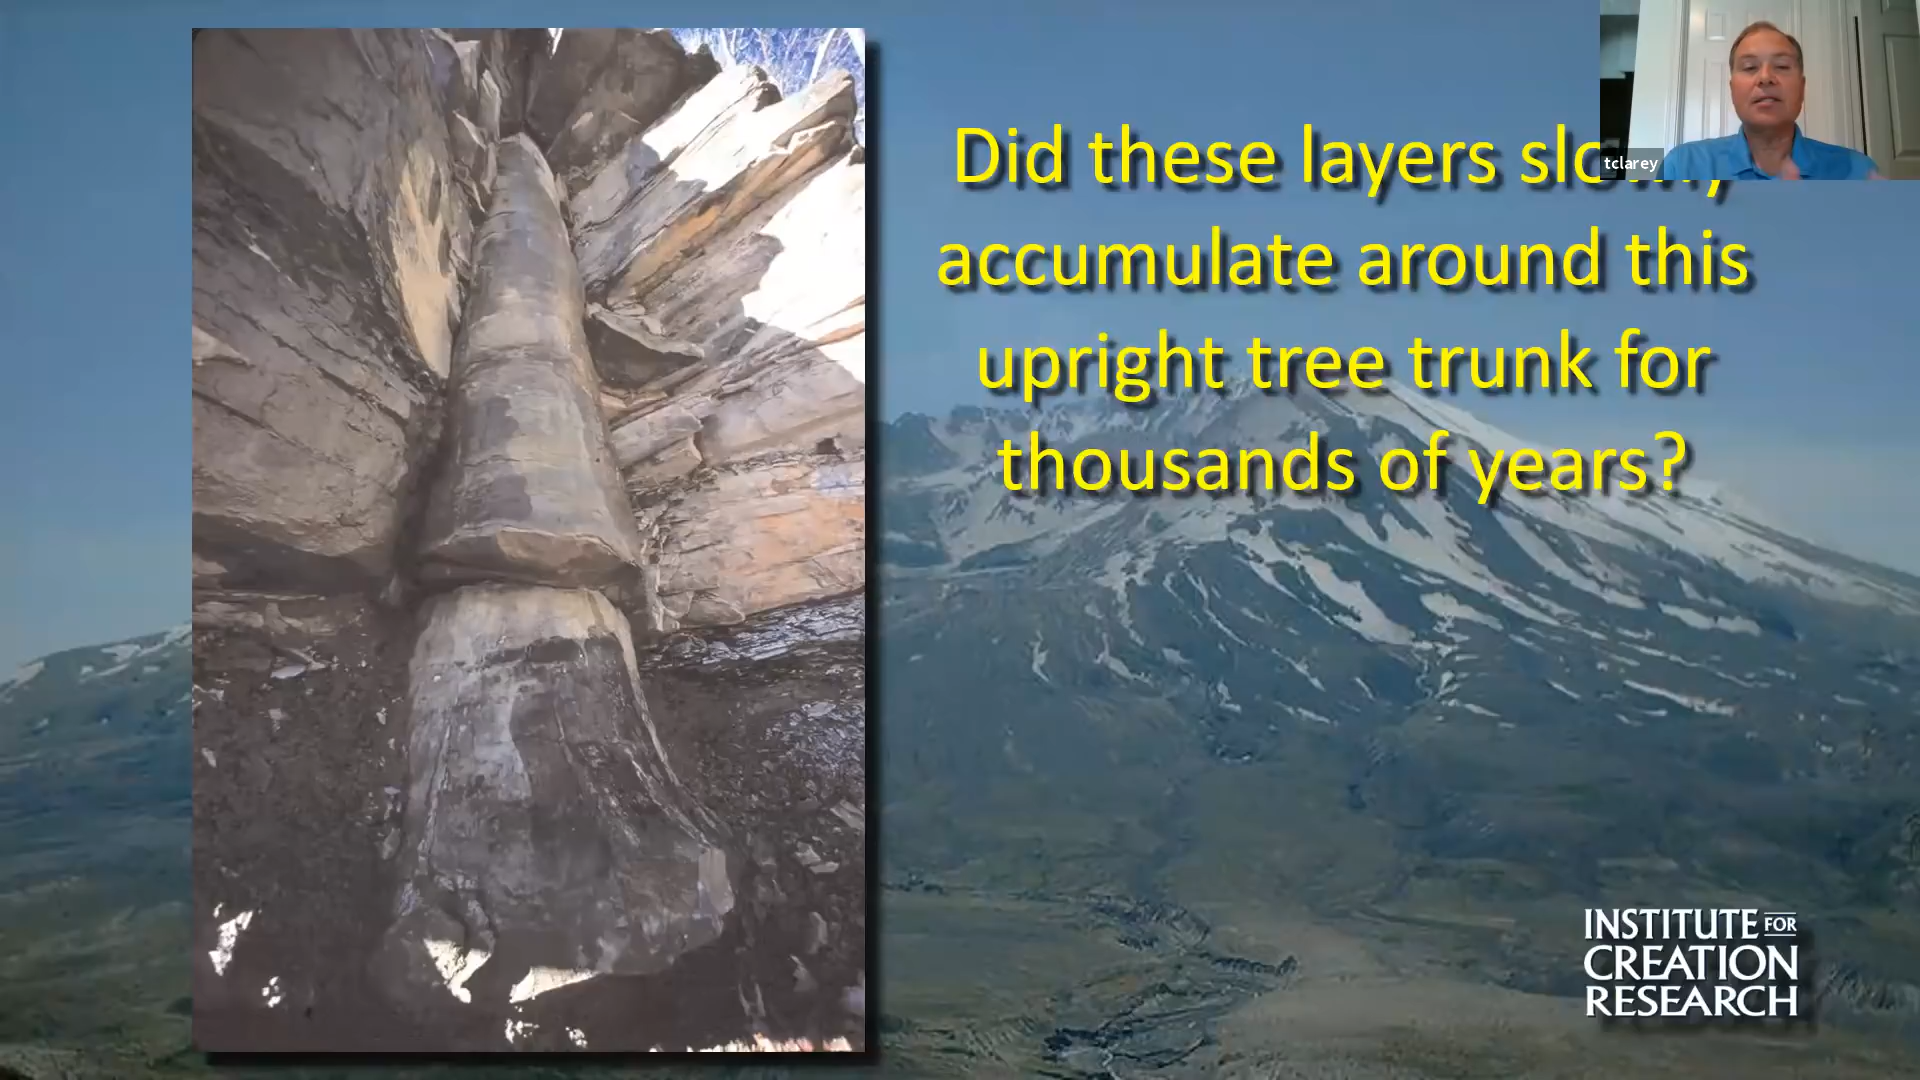 Did these layers
accumulate around this
upright tree trunk for
thousands of years?
tclarey
INSTITUTE FOR
CREATION
RESEARCH